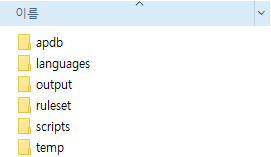 이름
apdb
languages
output
ruleset
scripts
temp